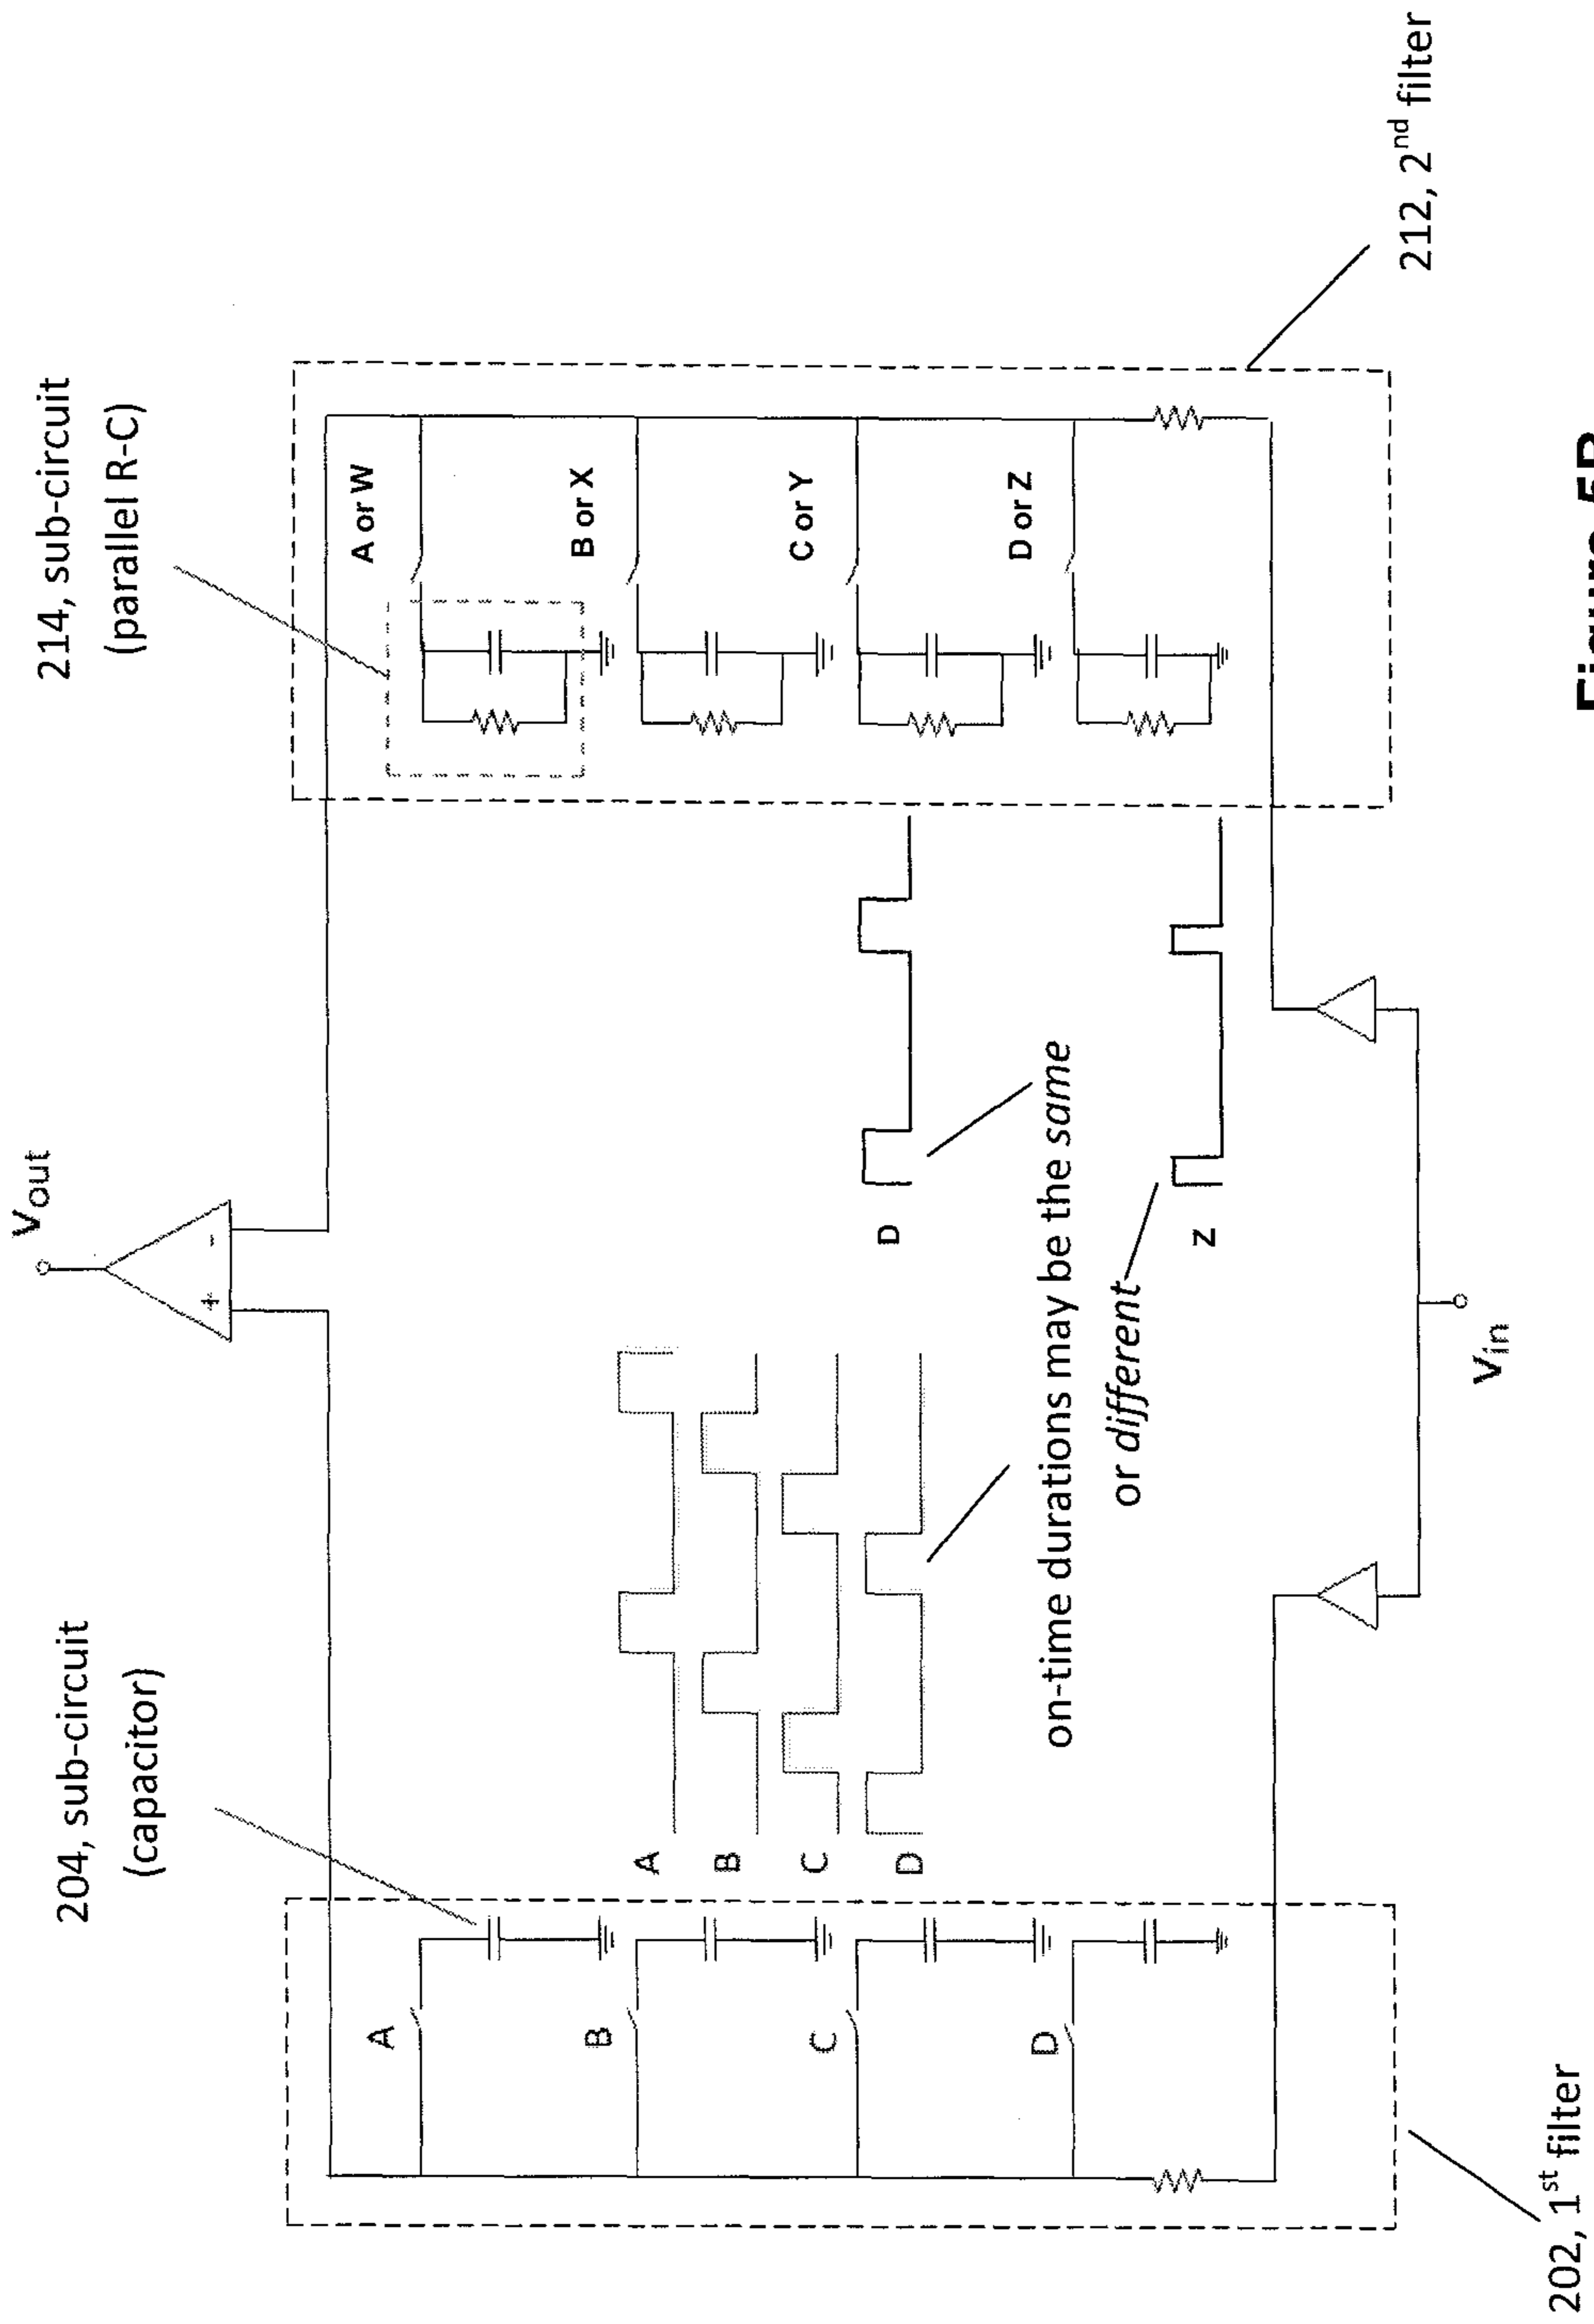 Vout
214, sub-circuit
(parallel R-C)
204, sub-circuit
(capacitor)
+
-
A or W
B or X
C or Y
D or Z
A
B
C
D
A
B
C
D
D
Z
on-time durations may be the same
or different
Vin
212, 2nd filter
202, 1st filter